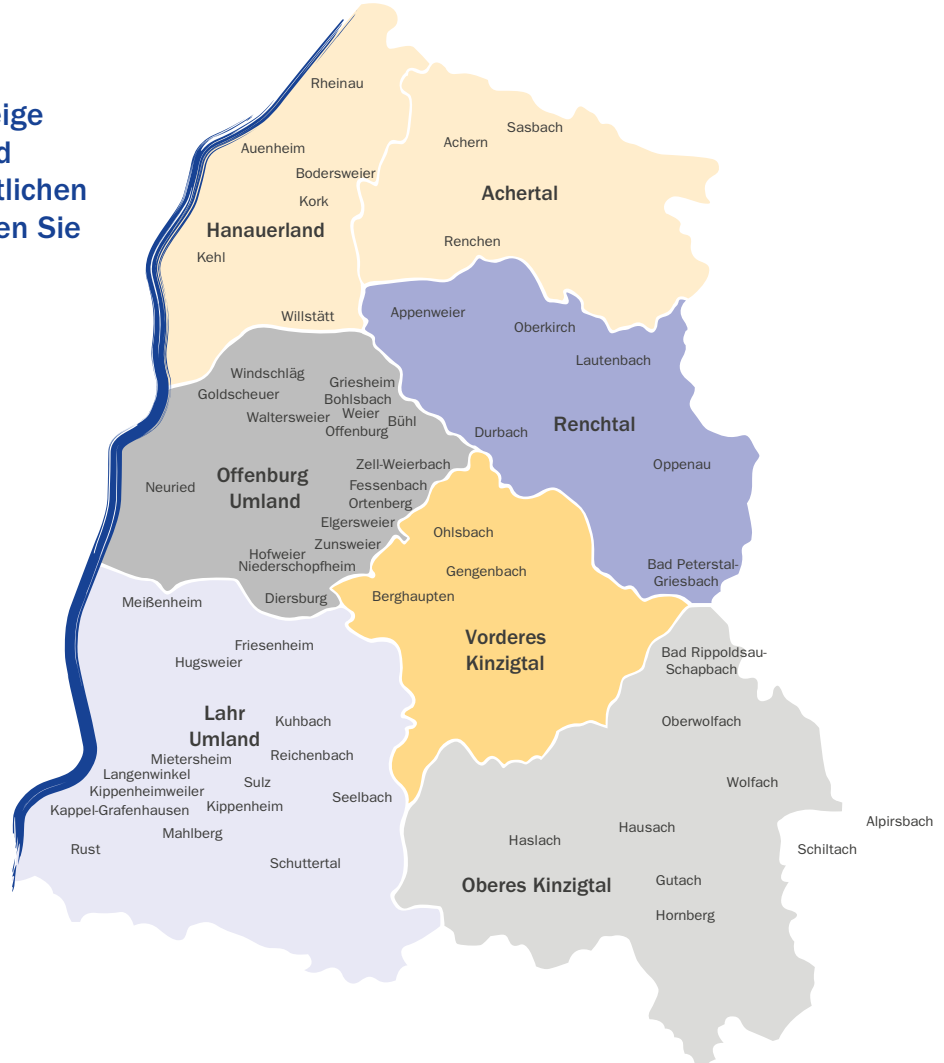 eige
d
tlichen
en Sie
Rheinau
Sasbach
Achern
Auenheim
Bodersweier
Achertal
Kork
Hanauerland
Renchen
Kehl
Willstätt
Appenweier
Oberkirch
Lautenbach
Windschläg
Griesheim
Goldscheuer
Bohlsbach
Waltersweier
Weier
Bühl
Offenburg
Durbach
Renchtal
Zell-Weierbach
Oppenau
Offenburg
Umland
Neuried
Fessenbach
Ortenberg
Elgersweier
Ohlsbach
Zunsweier
Hofweier
Niederschopfheim
Gengenbach
Bad Peterstal-
Griesbach
Diersburg
Berghaupten
Meißenheim
Vorderes
Kinzigtal
Friesenheim
Hugsweier
Bad Rippoldsau-
Schapbach
Lahr
Umland
Kuhbach
Oberwolfach
Mietersheim
Reichenbach
Langenwinkel
Sulz
Kippenheimweiler
Wolfach
Seelbach
Kappel-Grafenhausen
Kippenheim
Alpirsbach
Mahlberg
Hausach
Haslach
Rust
Schiltach
Schuttertal
Oberes Kinzigtal
Gutach
Hornberg